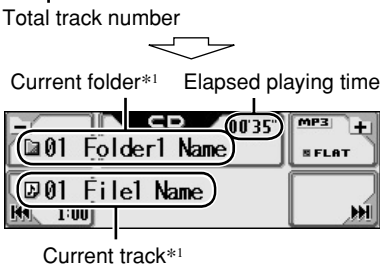 Total track number
Current folder*1 Elapsed playing time
CD 00'35" MP3 +
01 Folder1 Name FLAT
01 File1 Name
1:00
Current track*1